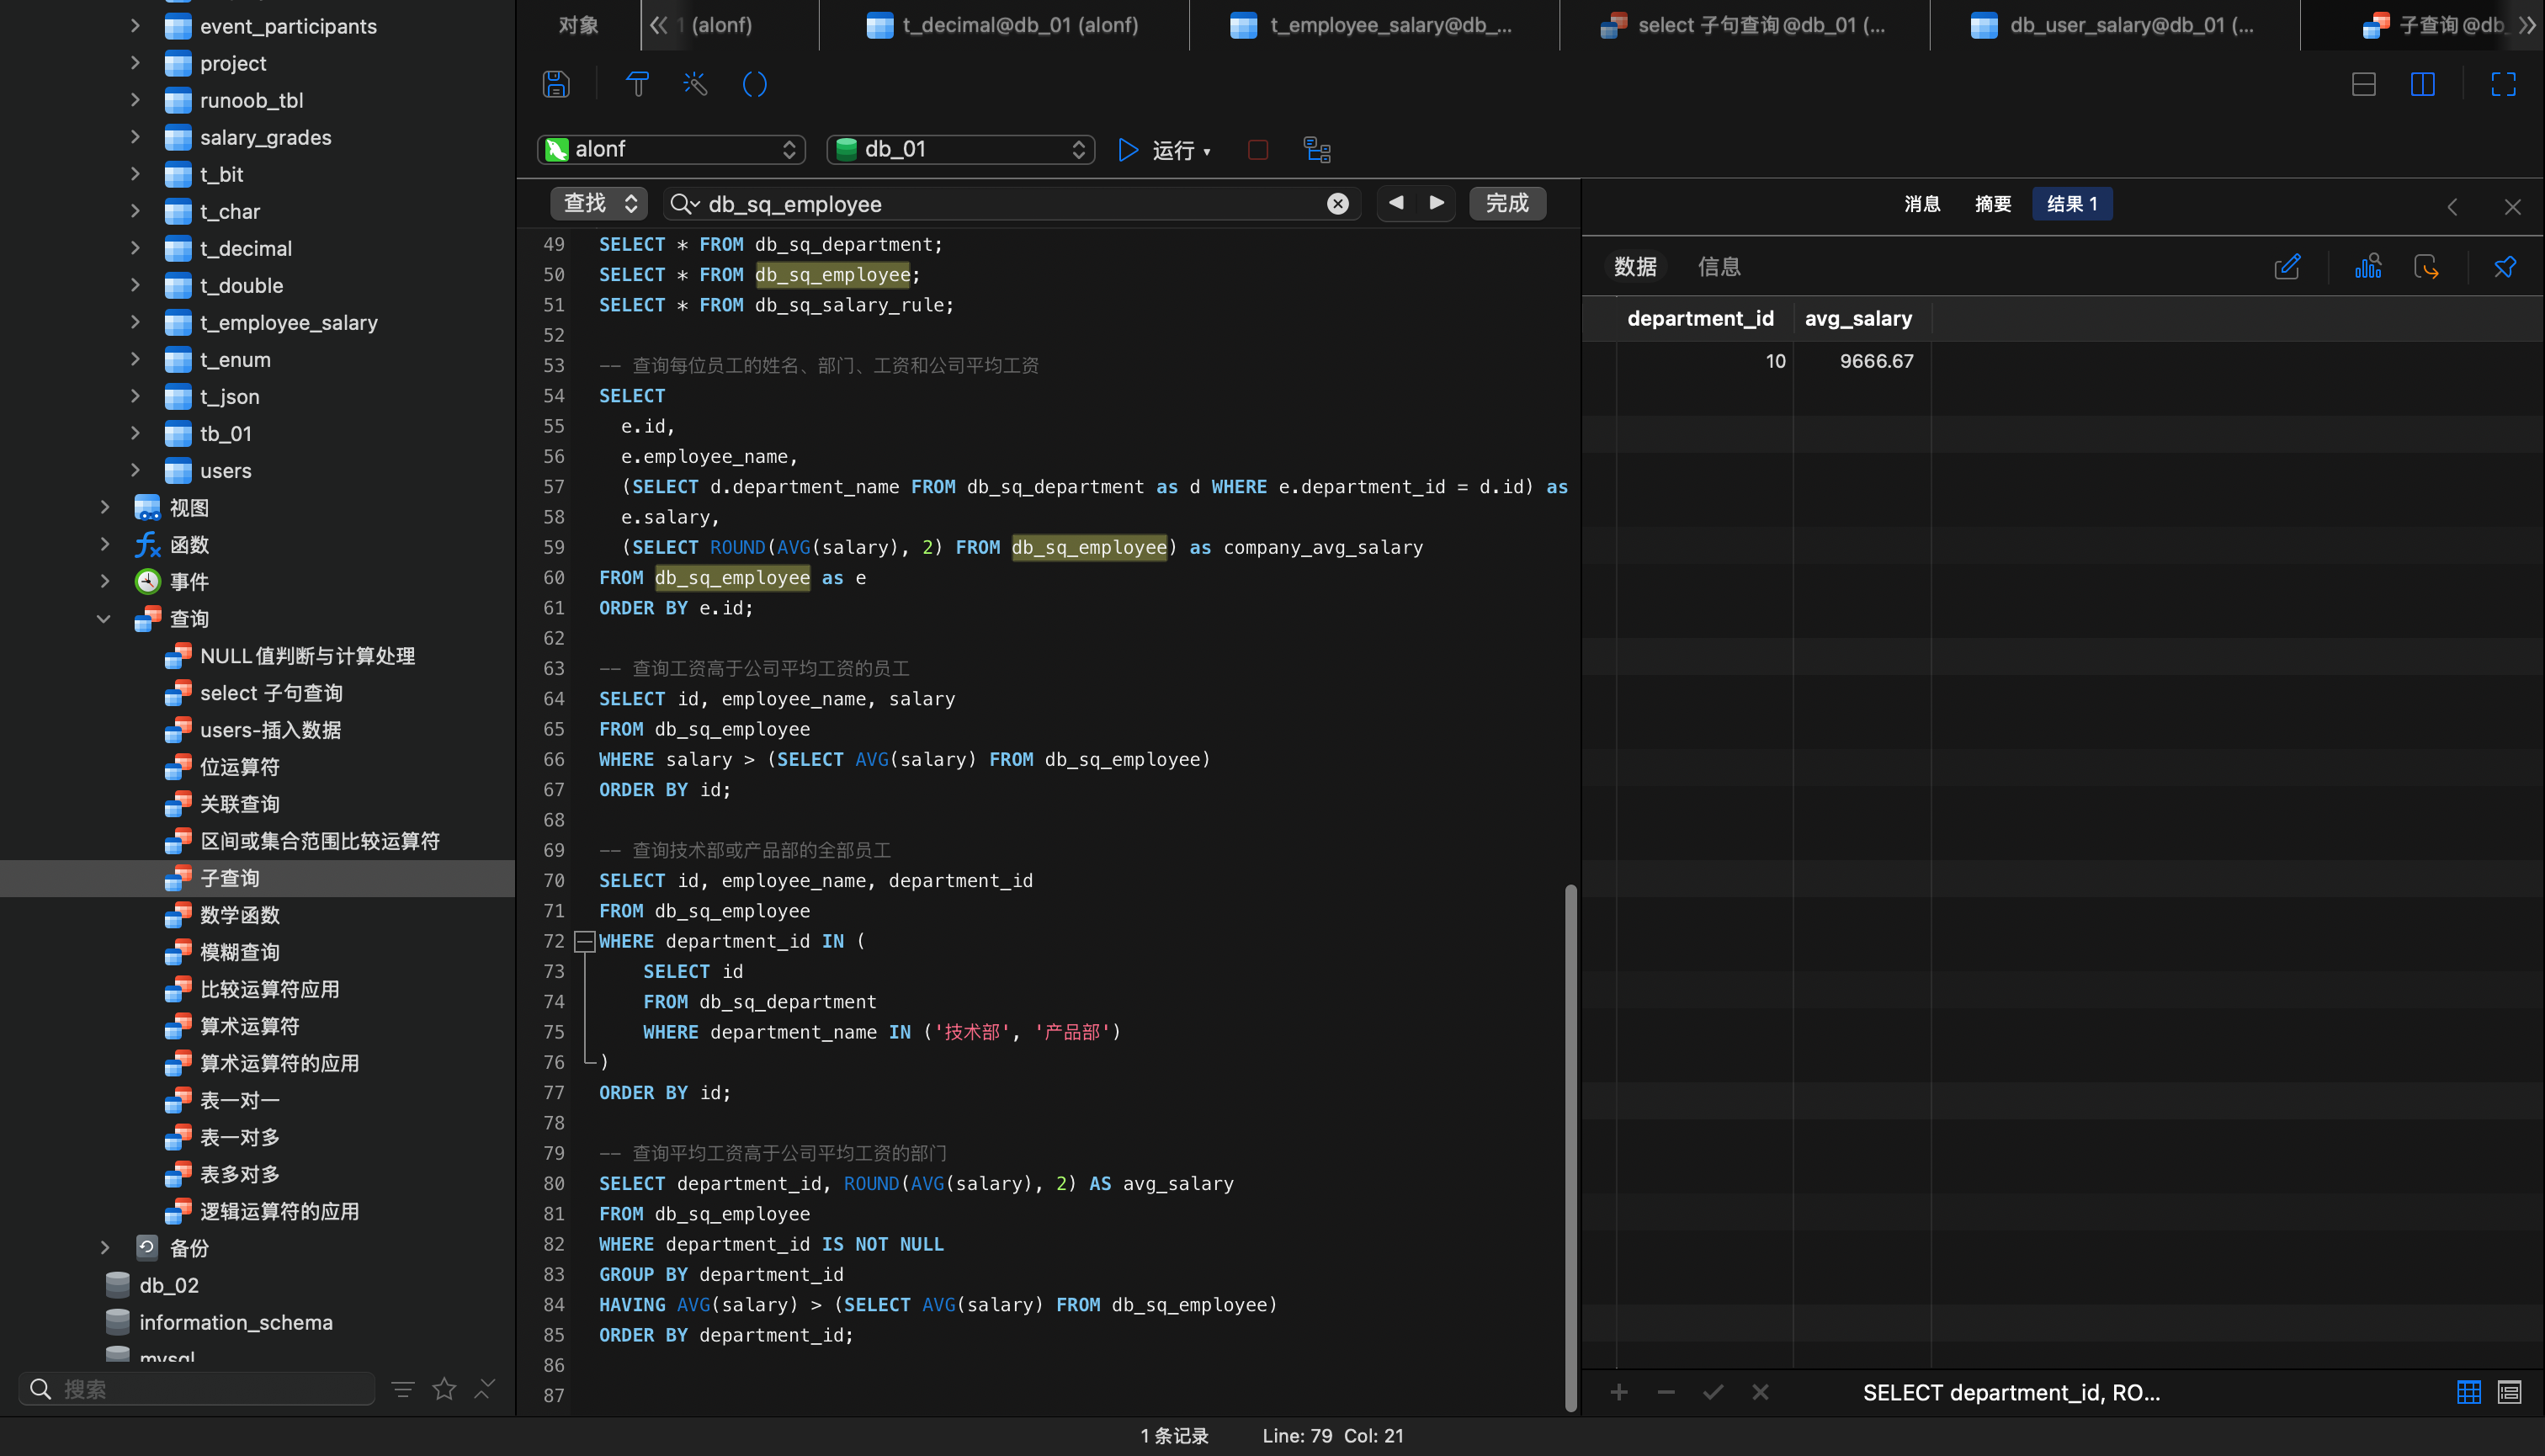 event_participants
project
runoob_tbl
salary_grades
t_bit
t_char
t_decimal
t_double
t_employee_salary
t_enum
t_json
tb_01
users
视图
函数
事件
查询
NULL值判断与计算处理
select 子句查询
users-插入数据
位运算符
关联查询
区间或集合范围比较运算符
子查询
数学函数
模糊查询
比较运算符应用
算术运算符
算术运算符的应用
表一对一
表一对多
表多对多
逻辑运算符的应用
备份
db_02
information_schema
mysql
搜索
对象
1 (alonf)
t_decimal@db_01 (alonf)
t_employee_salary@db_...
select 子句查询@db_01 (...
db_user_salary@db_01 (...
子查询@db_
alonf
db_01
运行
查找
db_sq_employee
完成
49 SELECT * FROM db_sq_department;
50 SELECT * FROM db_sq_employee;
51 SELECT * FROM db_sq_salary_rule;
52
53 -- 查询每位员工的姓名、部门、工资和公司平均工资
54 SELECT
55 e.id,
56 e.employee_name,
57 (SELECT d.department_name FROM db_sq_department as d WHERE e.department_id = d.id) as
58 e.salary,
59 (SELECT ROUND(AVG(salary), 2) FROM db_sq_employee) as company_avg_salary
60 FROM db_sq_employee as e
61 ORDER BY e.id;
62
63 -- 查询工资高于公司平均工资的员工
64 SELECT id, employee_name, salary
65 FROM db_sq_employee
66 WHERE salary > (SELECT AVG(salary) FROM db_sq_employee)
67 ORDER BY id;
68
69 -- 查询技术部或产品部的全部员工
70 SELECT id, employee_name, department_id
71 FROM db_sq_employee
72 WHERE department_id IN (
73 SELECT id
74 FROM db_sq_department
75 WHERE department_name IN ('技术部', '产品部')
76 )
77 ORDER BY id;
78
79 -- 查询平均工资高于公司平均工资的部门
80 SELECT department_id, ROUND(AVG(salary), 2) AS avg_salary
81 FROM db_sq_employee
82 WHERE department_id IS NOT NULL
83 GROUP BY department_id
84 HAVING AVG(salary) > (SELECT AVG(salary) FROM db_sq_employee)
85 ORDER BY department_id;
86
87
消息 摘要 结果 1
数据 信息
department_id avg_salary
10 9666.67
SELECT department_id, RO...
1 条记录 Line: 79 Col: 21